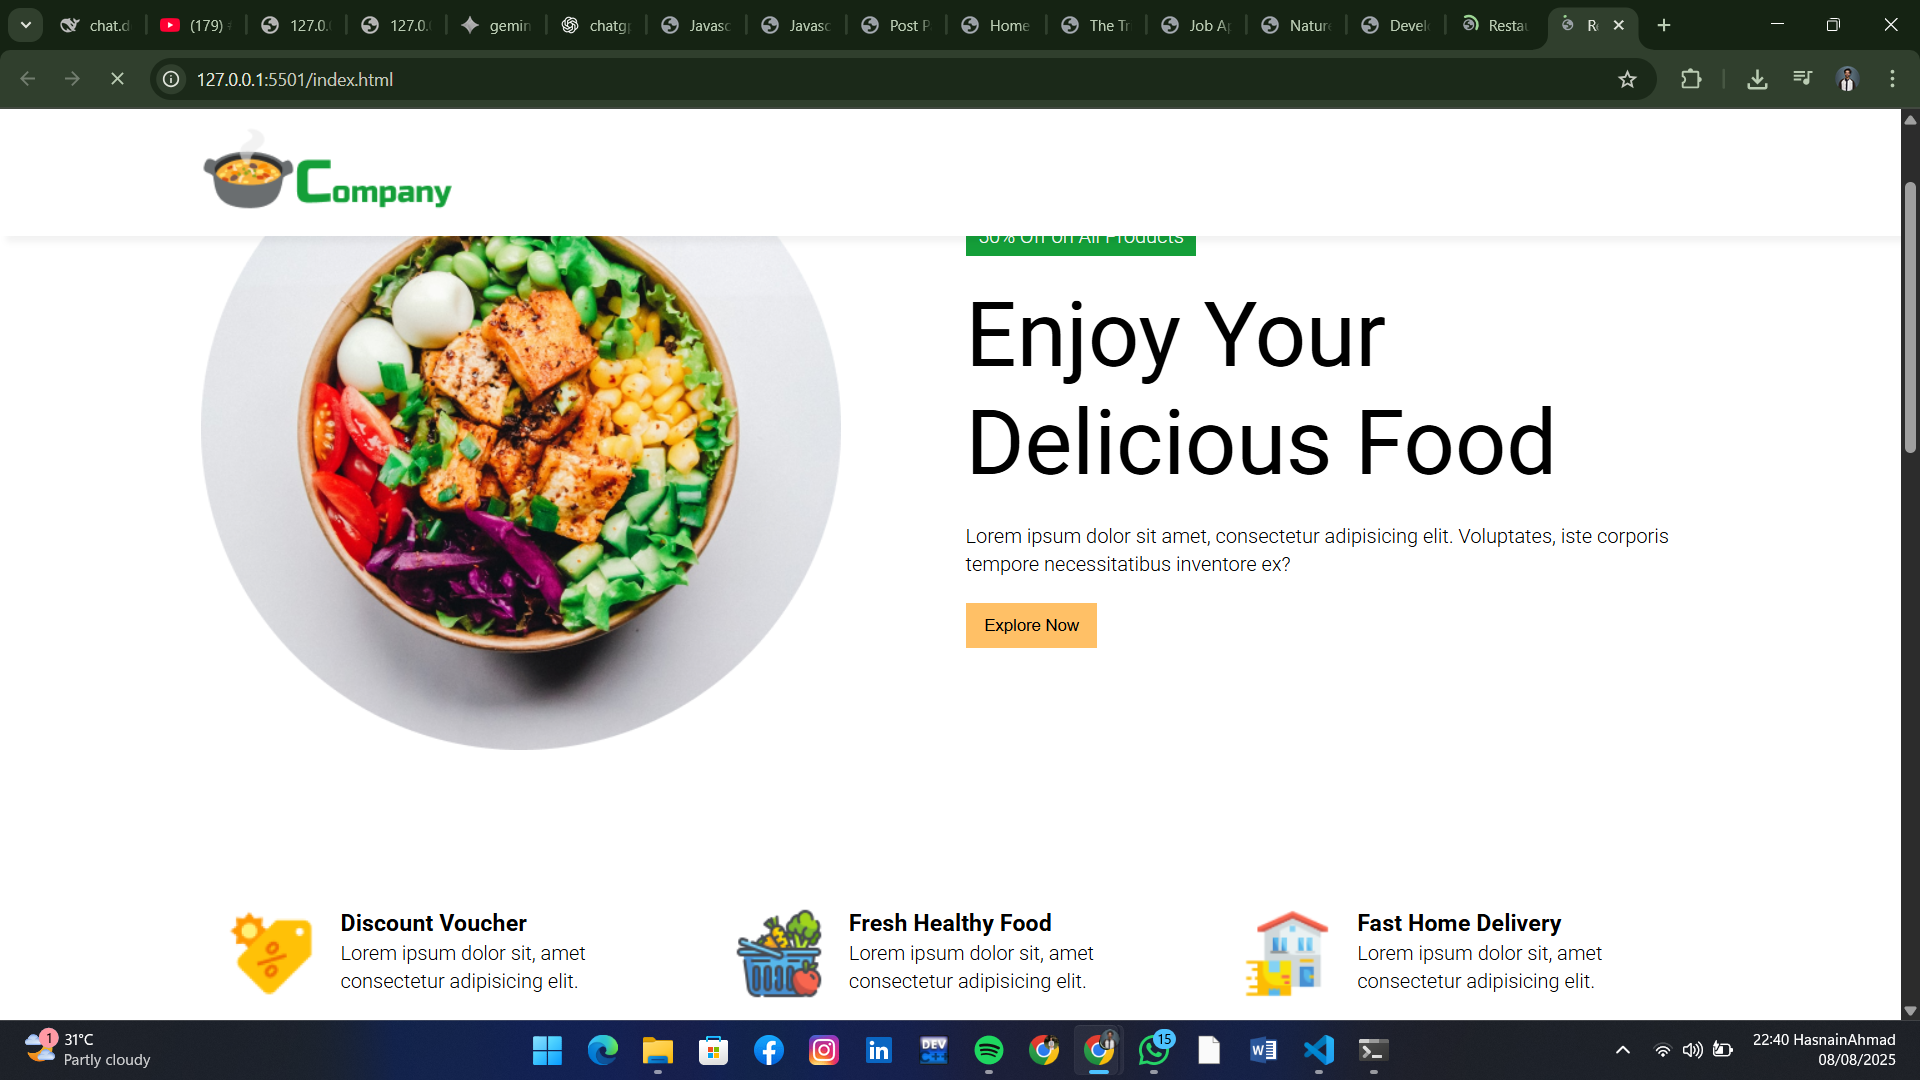 chat.d
(179)
127.0.
127.0.
gemin
chatg
Javasc
Javasc
Post P
Home
The Tr
Job A
Nature
Devel
Restau
Re
127.0.0.1:5501/index.html
Company
50% Off on All Products
Enjoy Your
Delicious Food
Lorem ipsum dolor sit amet, consectetur adipisicing elit. Voluptates, iste corporis
tempore necessitatibus inventore ex?
Explore Now
Discount Voucher
Lorem ipsum dolor sit, amet
consectetur adipisicing elit.
Fresh Healthy Food
Lorem ipsum dolor sit, amet
consectetur adipisicing elit.
Fast Home Delivery
Lorem ipsum dolor sit, amet
consectetur adipisicing elit.
1
31°C
Partly cloudy
DEV
C++
15
22:40 HasnainAhmad
08/08/2025